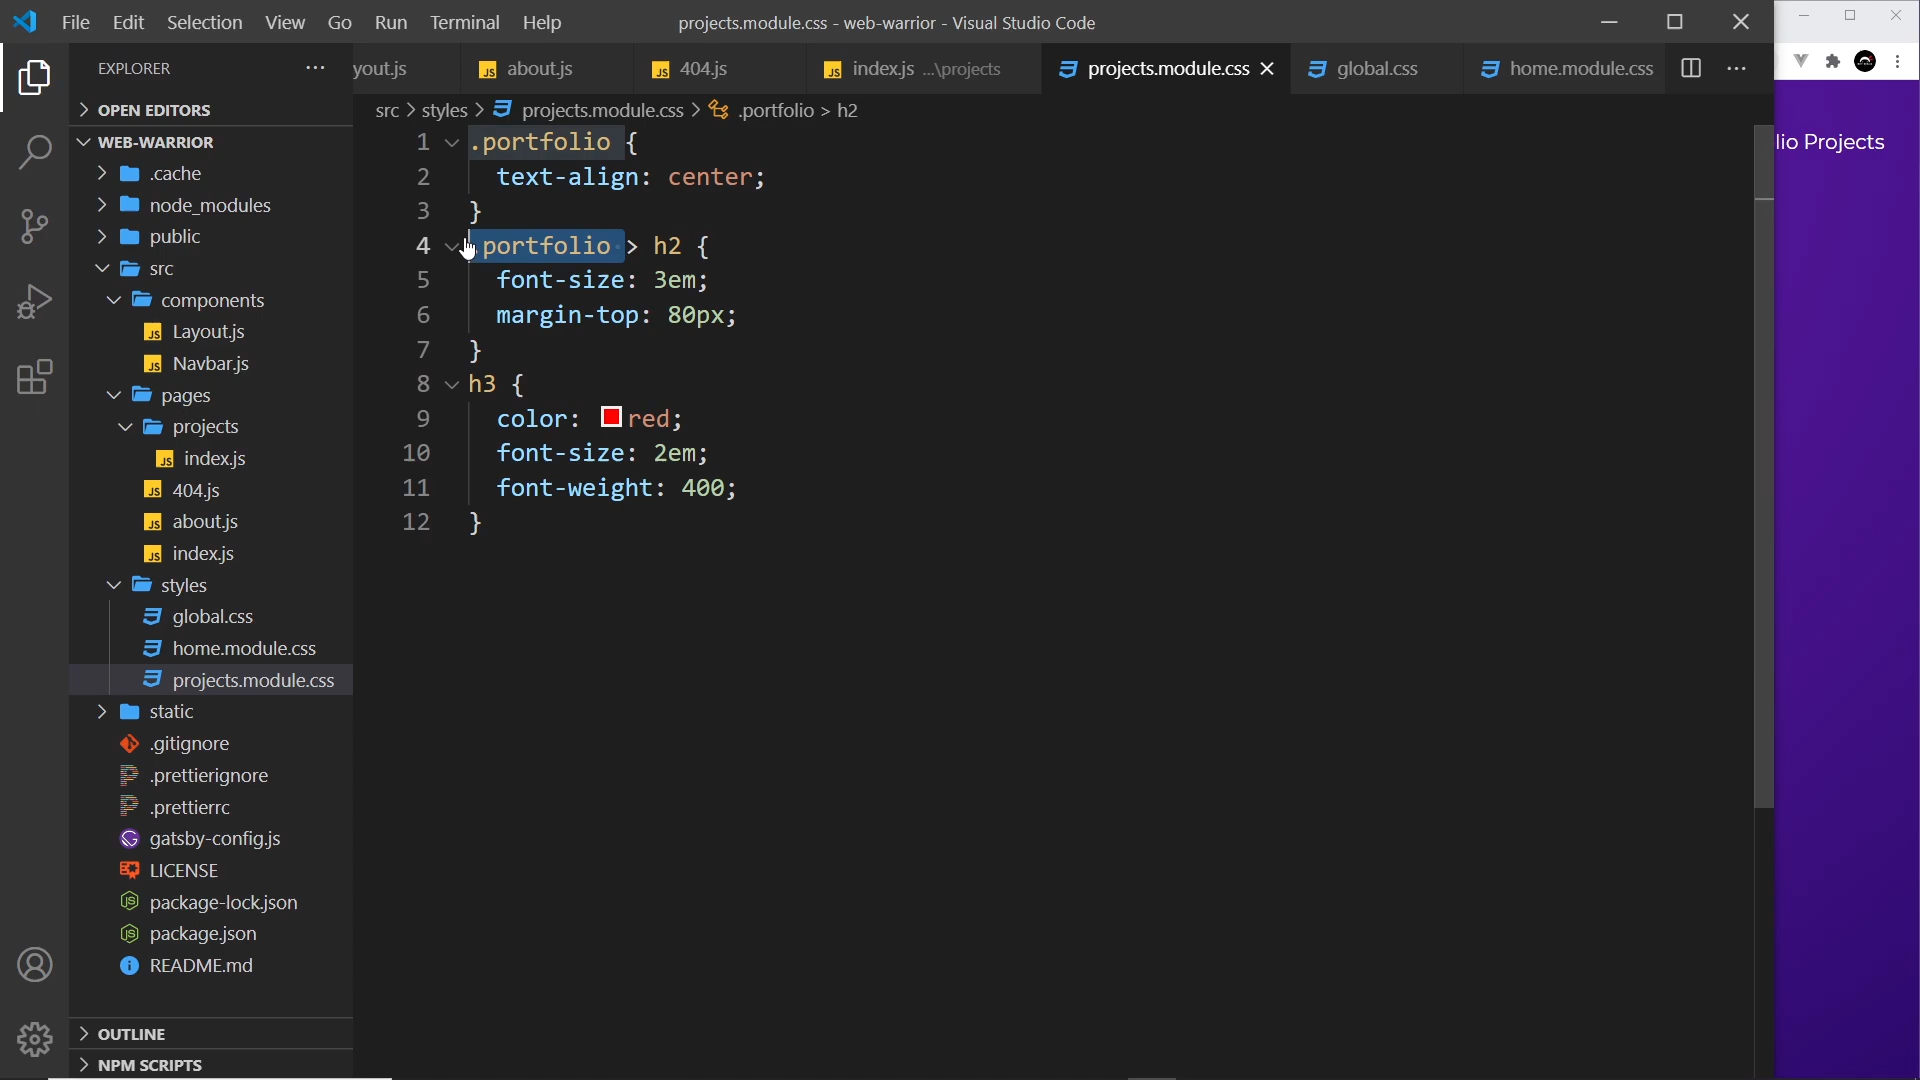 File Edit Selection View Go Run Terminal Help
projects.module.css - web-warrior - Visual Studio Code
EXPLORER
yout.js
about.js
404.js
index.js ...\projects
projects.module.css
global.css
home.module.css
OPEN EDITORS
src > styles > projects.module.css > .portfolio > h2
WEB-WARRIOR
.cache
node_modules
public
src
components
Layout.js
Navbar.js
pages
projects
index.js
404.js
about.js
index.js
styles
global.css
home.module.css
projects.module.css
static
.gitignore
.prettierignore
.prettierrc
gatsby-config.js
LICENSE
package-lock.json
package.json
README.md
OUTLINE
NPM SCRIPTS
1 .portfolio {
2 text-align: center;
3 }
4 .portfolio > h2 {
5 font-size: 3em;
6 margin-top: 80px;
7 }
8 h3 {
9 color: red;
10 font-size: 2em;
11 font-weight: 400;
12 }
lio Projects